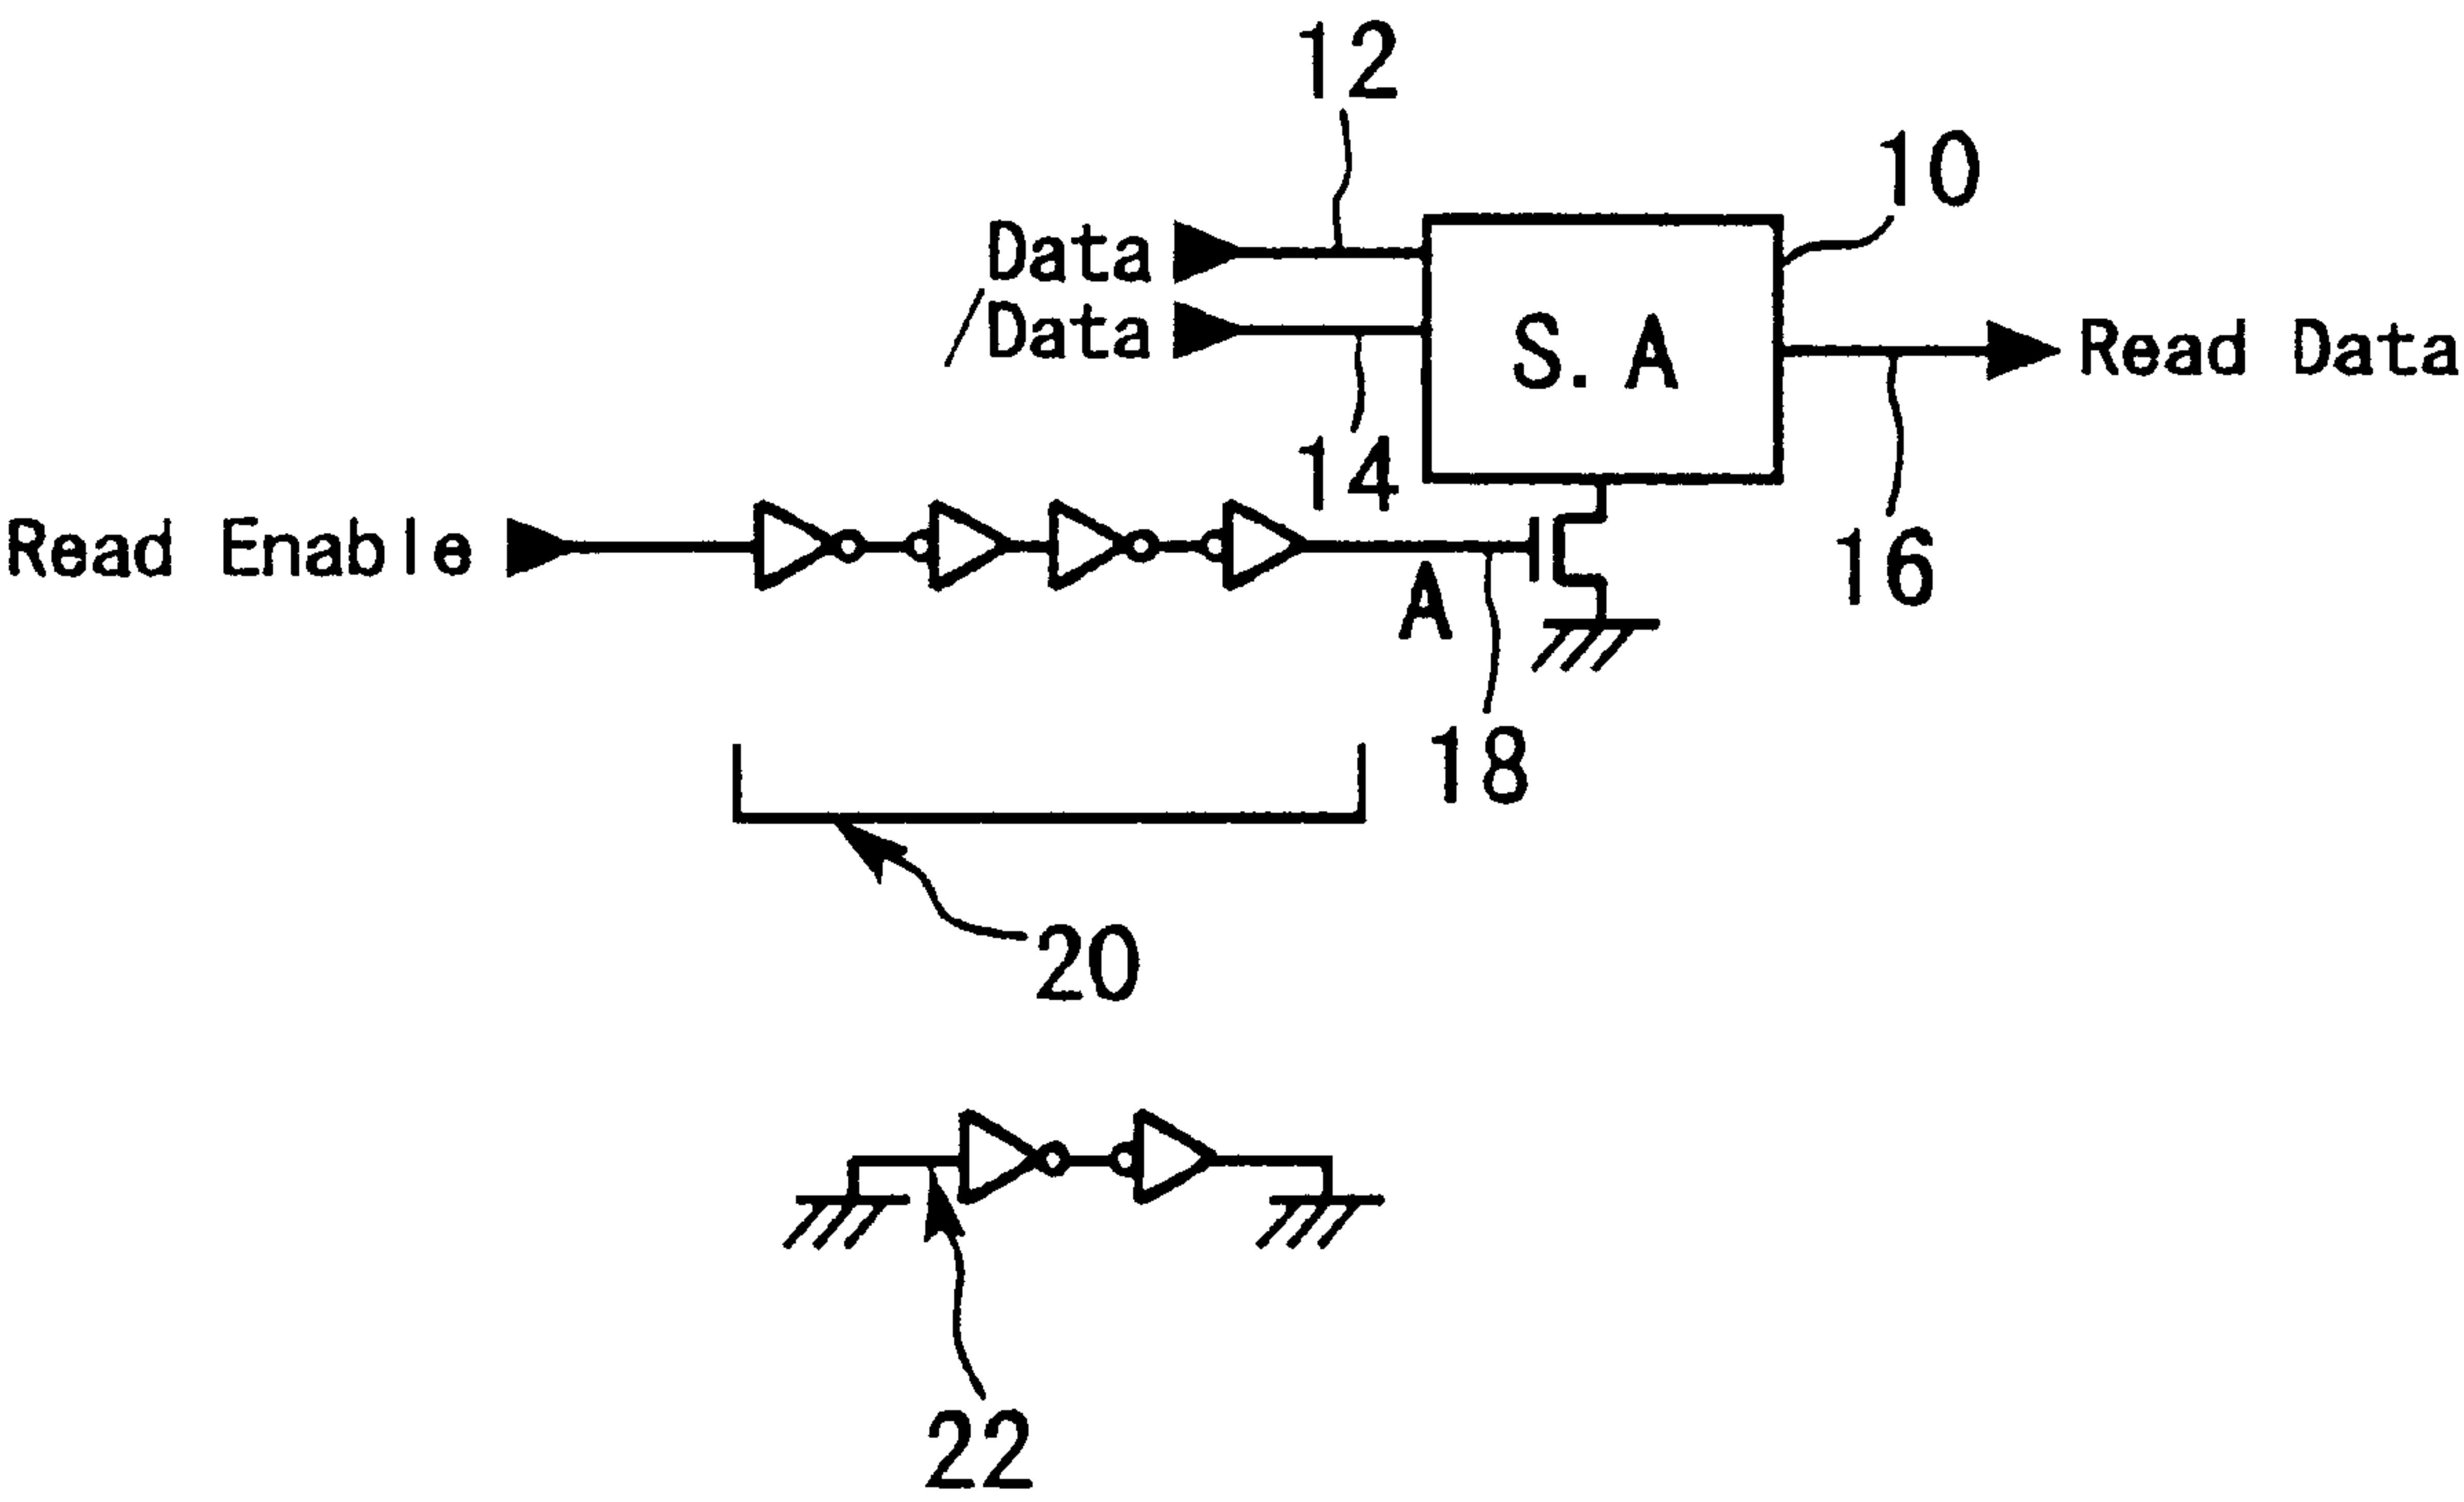 12
10
Data
/Data
S. A
Read Data
14
Read Enable
A
16
18
20
22